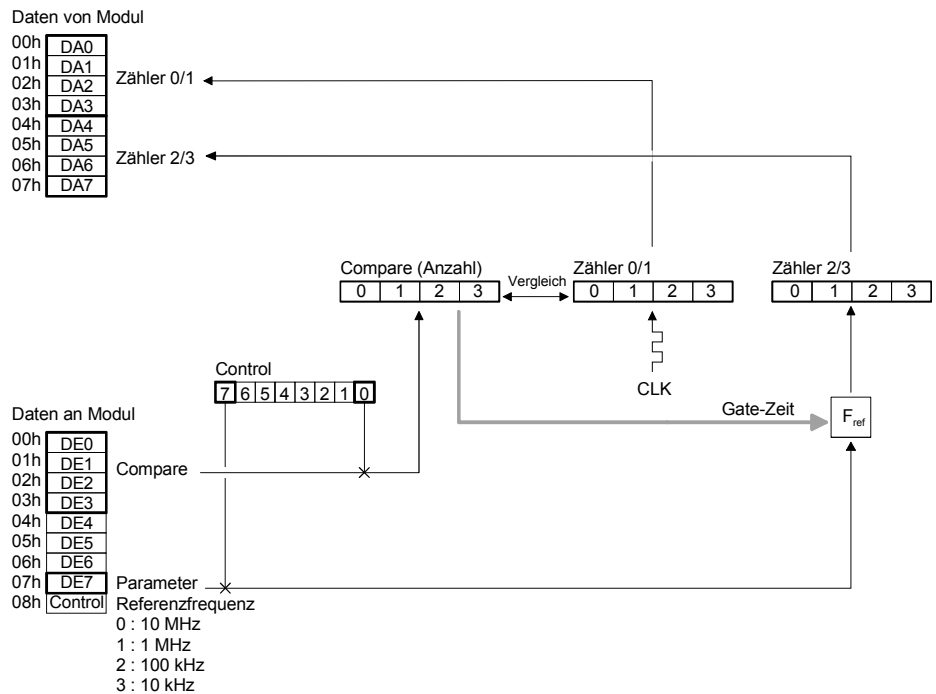 Daten von Modul
00h DA0
01h DA1
02h DA2
03h DA3
04h DA4
05h DA5
06h DA6
07h DA7
Zähler 0/1
Zähler 2/3
Compare (Anzahl)
0 1 2 3
Vergleich
Zähler 0/1
0 1 2 3
Zähler 2/3
0 1 2 3
CLK
Control
7 6 5 4 3 2 1 0
Gate-Zeit
Fref
Daten an Modul
00h DE0
01h DE1
02h DE2
03h DE3
04h DE4
05h DE5
06h DE6
07h DE7
08h Control
Compare
Parameter
Referenzfrequenz
0 : 10 MHz
1 : 1 MHz
2 : 100 kHz
3 : 10 kHz